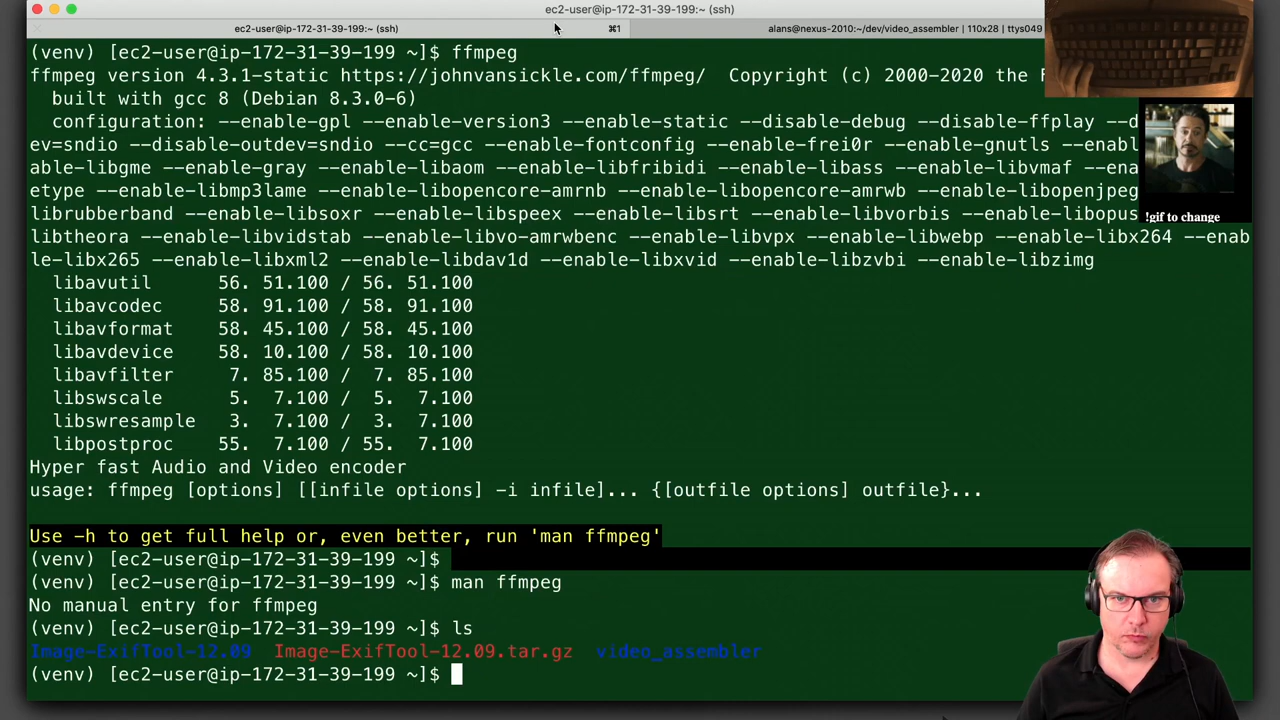 ec2-user@ip-172-31-39-199:~ (ssh)
ec2-user@ip-172-31-39-199:~ (ssh) ⌘1 alans@nexus-2010:~/dev/video_assembler | 110x28 | ttys049
(venv) [ec2-user@ip-172-31-39-199 ~]$ ffmpeg
ffmpeg version 4.3.1-static https://johnvansickle.com/ffmpeg/  Copyright (c) 2000-2020 the
built with gcc 8 (Debian 8.3.0-6)
configuration: --enable-gpl --enable-version3 --enable-static --disable-debug --disable-ffplay
ev=sndio --disable-outdev=sndio --cc=gcc --enable-fontconfig --enable-frei0r --enable-gnutls
able-libgme --enable-gray --enable-libaom --enable-libfribidi --enable-libass --enable-libvmaf
etype --enable-libmp3lame --enable-libopencore-amrnb --enable-libopencore-amrwb --enable-libopenjpeg
librubberband --enable-libsoxr --enable-libspeex --enable-libsrt --enable-libvorbis --enable-libopus
!gif to change
libtheora --enable-libvidstab --enable-libvo-amrwbenc --enable-libvpx --enable-libwebp --enable-libx264 --enab
le-libx265 --enable-libxml2 --enable-libdav1d --enable-libxvid --enable-libzvbi --enable-libzimg
libavutil 56. 51.100 / 56. 51.100
libavcodec 58. 91.100 / 58. 91.100
libavformat 58. 45.100 / 58. 45.100
libavdevice 58. 10.100 / 58. 10.100
libavfilter 7. 85.100 / 7. 85.100
libswscale 5. 7.100 / 5. 7.100
libswresample 3. 7.100 / 3. 7.100
libpostproc 55. 7.100 / 55. 7.100
Hyper fast Audio and Video encoder
usage: ffmpeg [options] [[infile options] -i infile]... {[outfile options] outfile}...
Use -h to get full help or, even better, run 'man ffmpeg'
(venv) [ec2-user@ip-172-31-39-199 ~]$
(venv) [ec2-user@ip-172-31-39-199 ~]$ man ffmpeg
No manual entry for ffmpeg
(venv) [ec2-user@ip-172-31-39-199 ~]$ ls
Image-ExifTool-12.09 Image-ExifTool-12.09.tar.gz video_assembler
(venv) [ec2-user@ip-172-31-39-199 ~]$